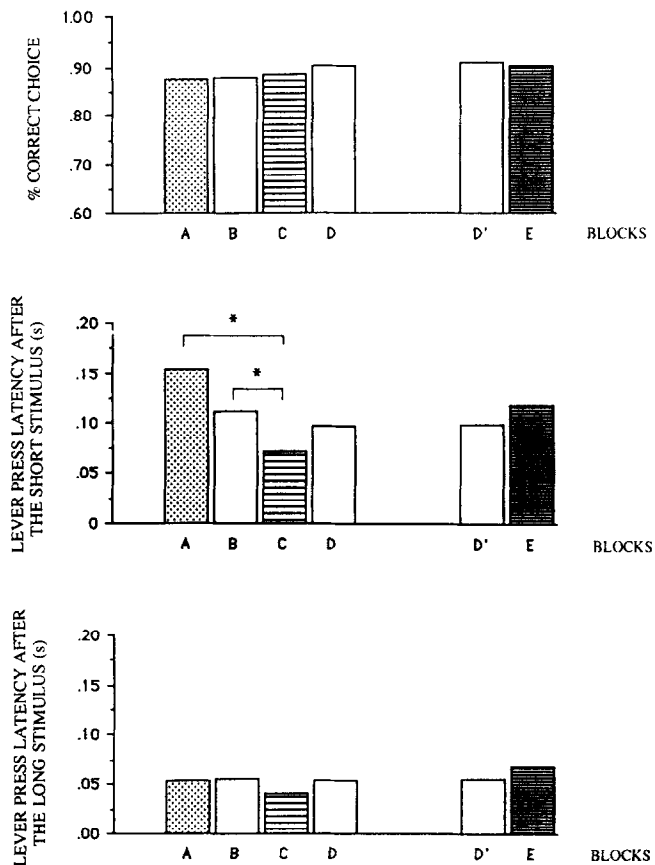 % CORRECT CHOICE
1.00
.90
.80
.70
.60
A B C D D' E BLOCKS
LEVER PRESS LATENCY AFTER
THE SHORT STIMULUS (s)
.20
.15
.10
.05
0
*
*
A B C D D' E BLOCKS
LEVER PRESS LATENCY AFTER
THE LONG STIMULUS (s)
.20
.15
.10
.05
.00
A B C D D' E BLOCKS